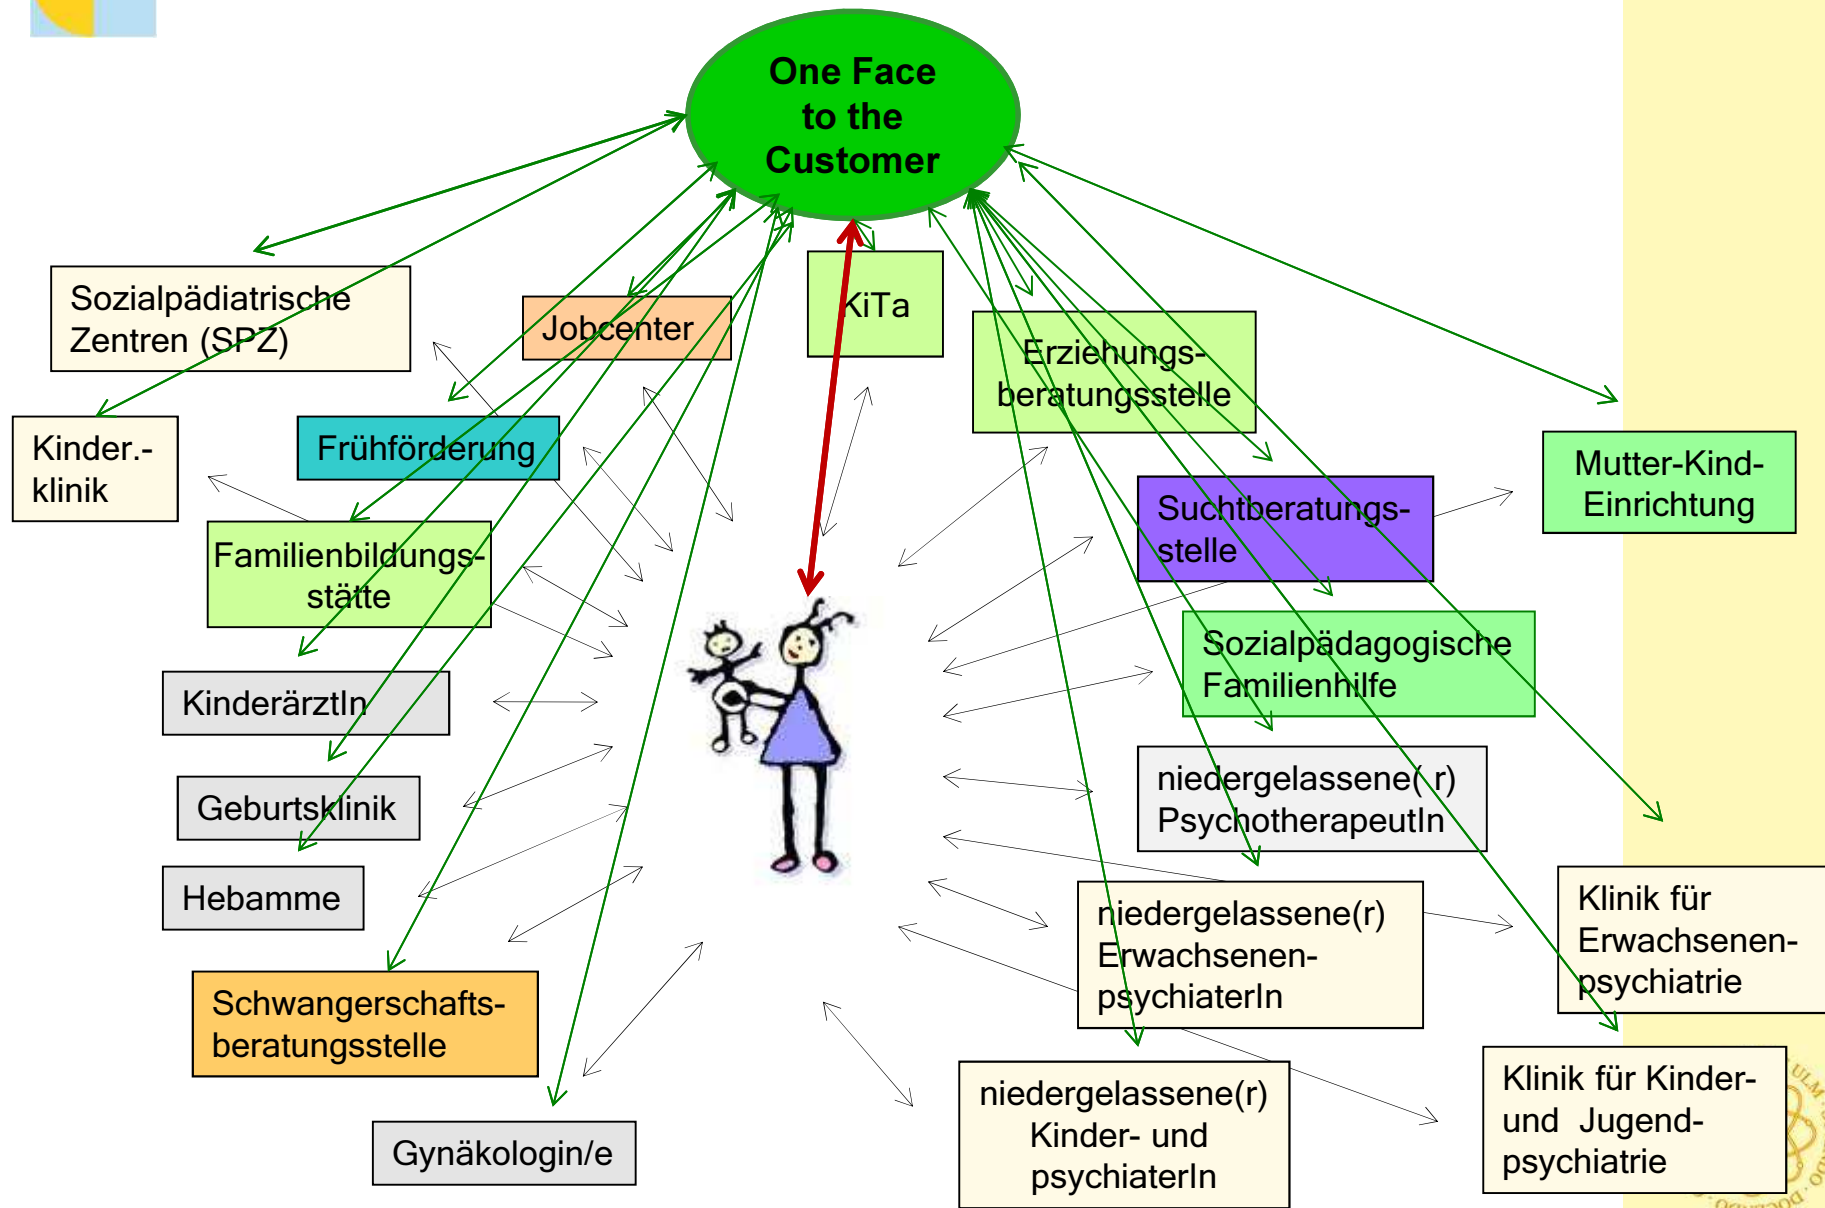 One Face
to the
Customer
Sozialpädiatrische
Zentren (SPZ)
Jobcenter
KiTa
Erziehungs-
beratungsstelle
Kinder.-
klinik
Frühförderung
Mutter-Kind-
Einrichtung
Suchtberatungs-
stelle
Familienbildungs-
stätte
Sozialpädagogische
Familienhilfe
KinderärztIn
niedergelassene( r)
PsychotherapeutIn
Geburtsklinik
Hebamme
niedergelassene(r)
Erwachsenen-
psychiaterIn
Klinik für
Erwachsenen-
psychiatrie
Schwangerschafts-
beratungsstelle
niedergelassene(r)
Kinder- und
psychiaterIn
Klinik für Kinder-
und Jugend-
psychiatrie
Gynäkologin/e
ULM
DOCENDO